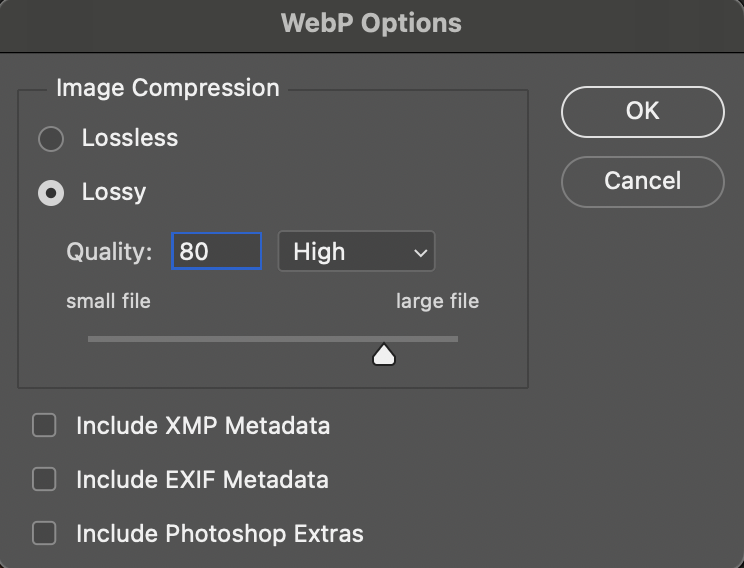 WebP Options
Image Compression
Lossless
Lossy
Quality: 80 High
small file large file
OK
Cancel
Include XMP Metadata
Include EXIF Metadata
Include Photoshop Extras